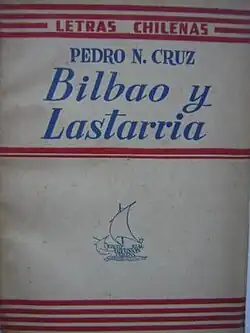 LETRAS CHILENAS
PEDRO N. CRUZ
Bilbao y
Lastarria